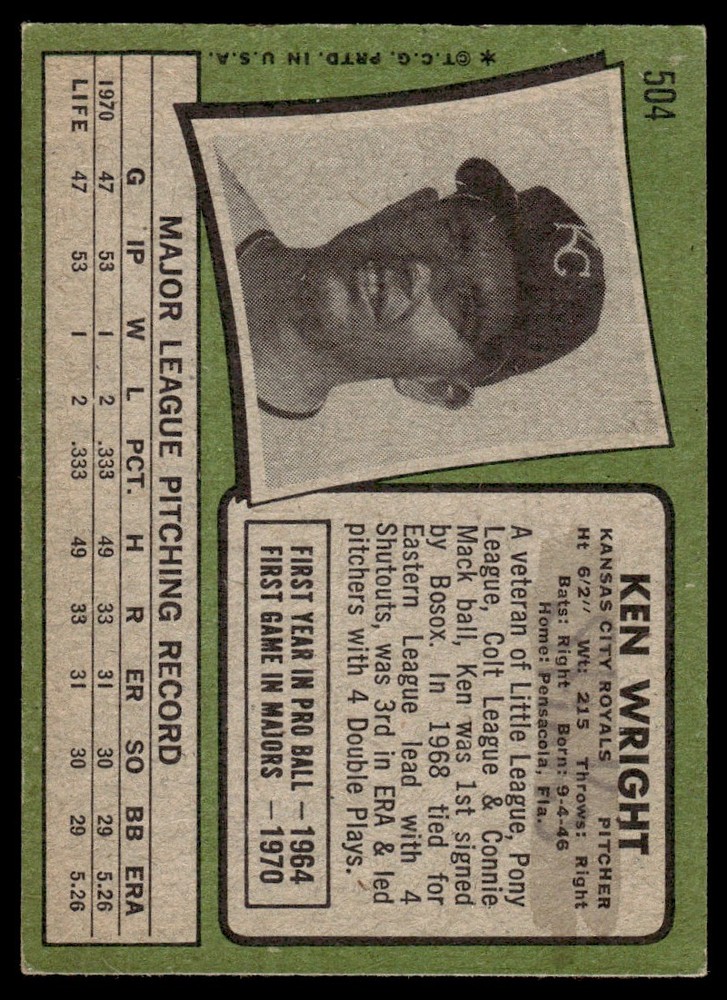 504
KC
KEN WRIGHT
KANSAS CITY ROYALS PITCHER
Ht 6/2" Wt: 215 Throws: Right
Bats: Right Born: 9-4-46
Home: Pensacola, Fla.
A veteran of Little League, Pony
League, Colt League & Connie
Mack ball, Ken was 1st signed
by Bosox. In 1968 tied for
Eastern League lead with 4
Shutouts, was 3rd in ERA & led
pitchers with 4 Double Plays.
FIRST YEAR IN PRO BALL — 1964
FIRST GAME IN MAJORS — 1970
MAJOR LEAGUE PITCHING RECORD
G IP W L PCT. H R ER SO BB ERA
1970 47 53 1 2 .333 49 33 31 30 29 5.26
LIFE 47 53 1 2 .333 49 33 31 30 29 5.26
*©T.C.G. PRTD. IN U.S.A.